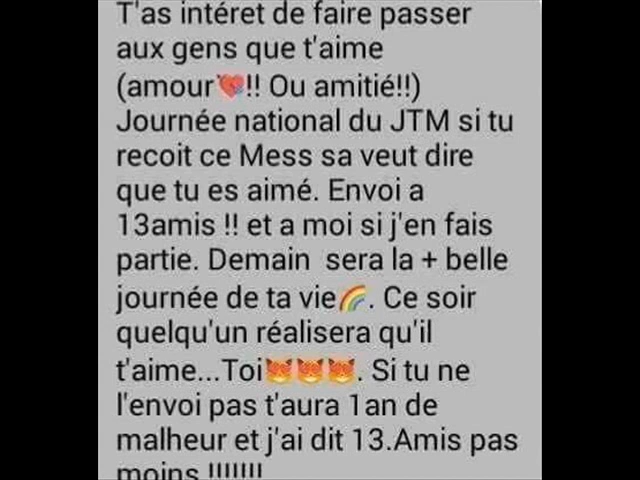 T'as intéret de faire passer
aux gens que t'aime
(amour💘!! Ou amitié!!)
Journée national du JTM si tu
recoit ce Mess sa veut dire
que tu es aimé. Envoi a
13amis !! et a moi si j'en fais
partie. Demain  sera la + belle
journée de ta vie🌈. Ce soir
quelqu'un réalisera qu'il
t'aime...Toi😻😻😻. Si tu ne
l'envoi pas t'aura 1an de
malheur et j'ai dit 13.Amis pas
moins !!!!!!!